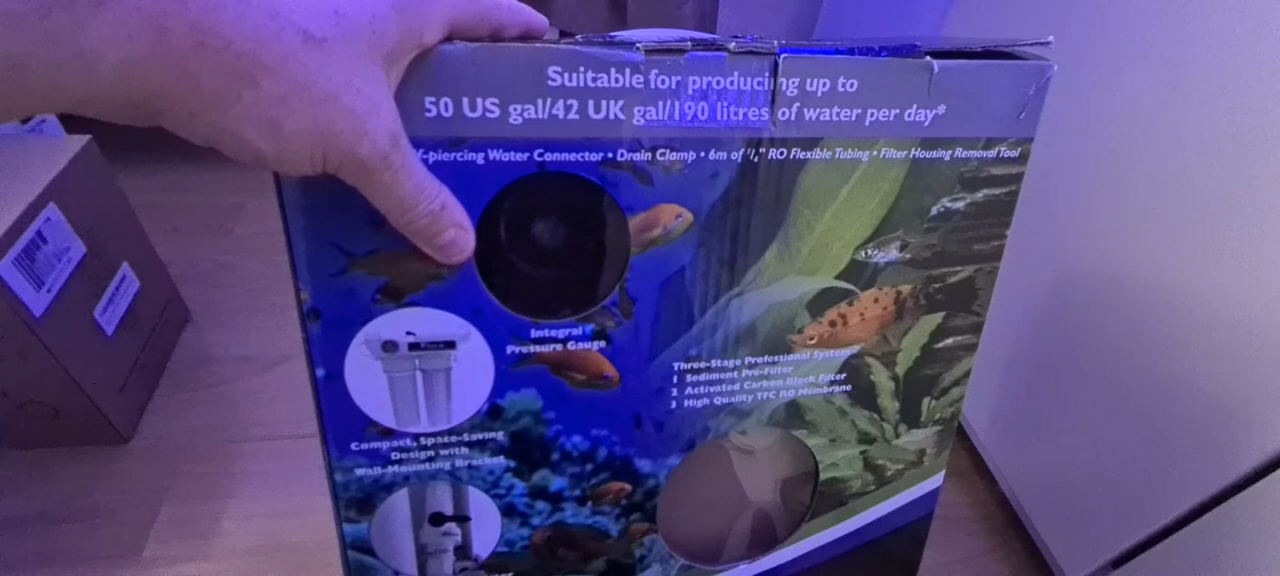 Suitable for producing up to
50 US gal/42 UK gal/190 litres of water per day*
-piercing Water Connector • Drain Clamp • 6m of 1/4" RO Flexible Tubing • Filter Housing Removal Tool
Integral
Pressure Gauge
Three-Stage Professional System
1 Sediment Pre-Filter
2 Activated Carbon Block Filter
3 High Quality TFC RO Membrane
Compact, Space-Saving
Design with
Wall-Mounting Bracket